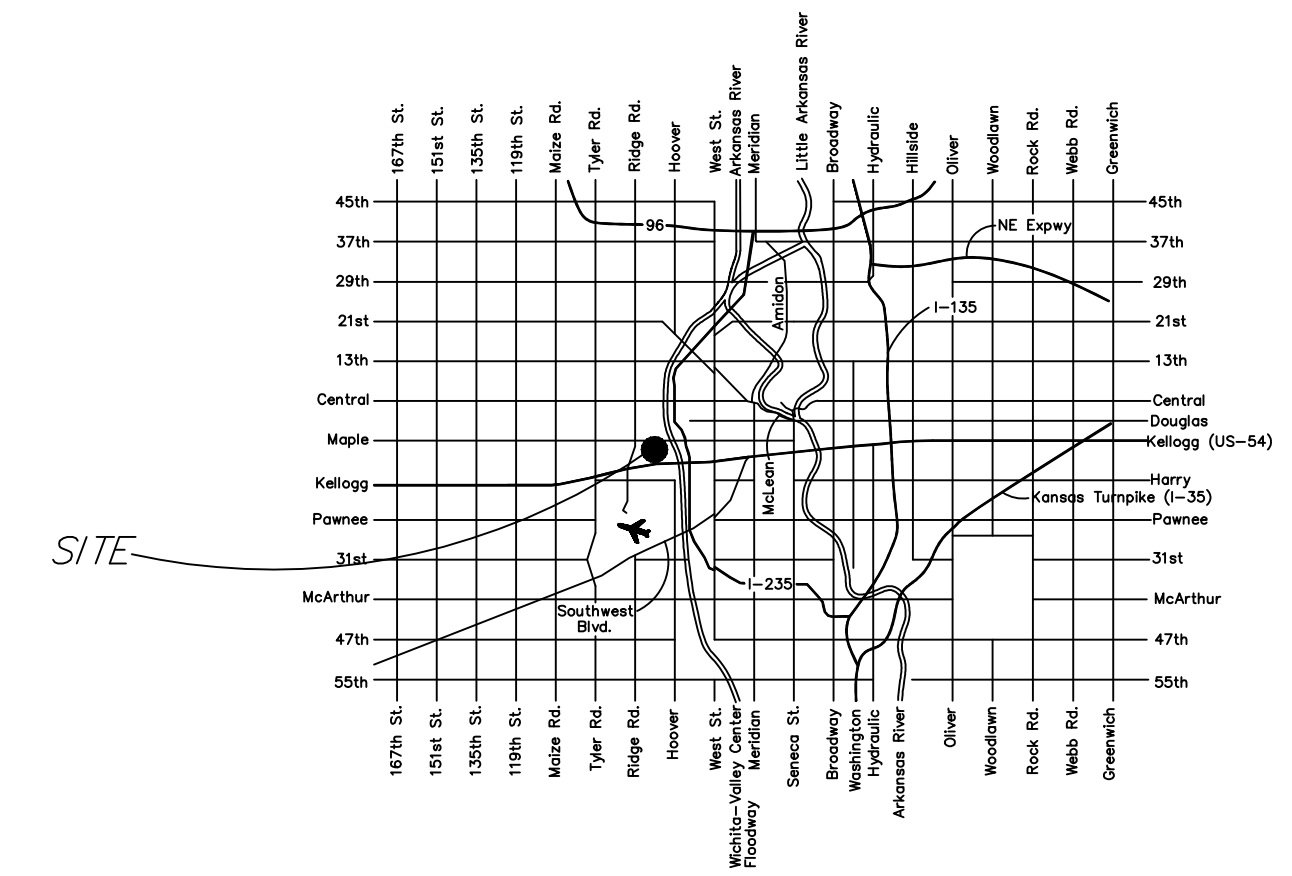 167th St.
151st St.
135th St.
119th St.
Maize Rd.
Tyler Rd.
Ridge Rd.
Hoover
West St.
Arkansas River
Meridian
Little Arkansas River
Broadway
Hydraulic
Hillside
Oliver
Woodlawn
Rock Rd.
Webb Rd.
Greenwich
45th
45th
96
NE Expwy
37th
37th
29th
29th
Amidon
I-135
21st
21st
13th
13th
Central
Central
Douglas
Maple
Kellogg (US-54)
Kellogg
Harry
McLean
Kansas Turnpike (I-35)
Pawnee
Pawnee
SITE
31st
31st
I-235
McArthur
McArthur
Southwest
Blvd.
47th
47th
55th
55th
167th St.
151st St.
135th St.
119th St.
Maize Rd.
Tyler Rd.
Ridge Rd.
Hoover
West St.
Wichita-Valley Center
Floodway
Meridian
Seneca St.
Broadway
Washington
Hydraulic
Arkansas River
Oliver
Woodlawn
Rock Rd.
Webb Rd.
Greenwich